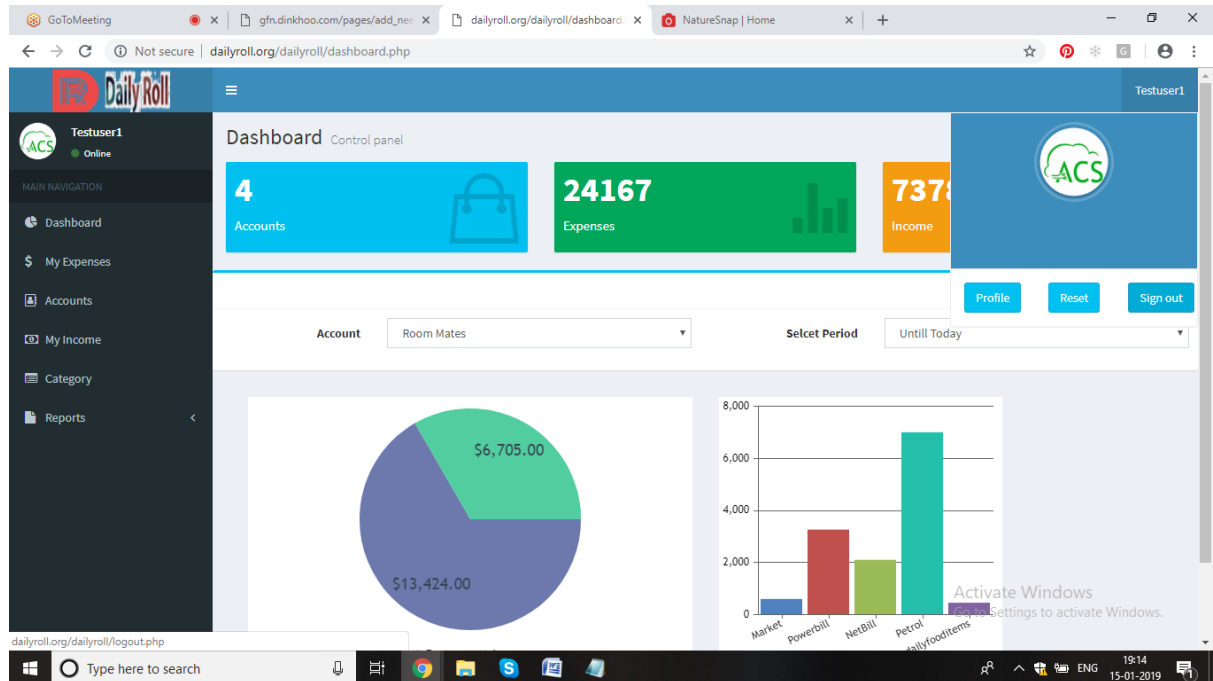 GoToMeeting
gfn.dinkhoo.com/pages/add_nee
dailyroll.org/dailyroll/dashboard.
NatureSnap | Home
Not secure | dailyroll.org/dailyroll/dashboard.php
G
Daily Roll
Testuser1
ACS
Testuser1
Online
MAIN NAVIGATION
Dashboard
My Expenses
Accounts
My Income
Category
Reports
Dashboard Control panel
4
Accounts
24167
Expenses
7378
Income
ACS
Profile
Reset
Sign out
Account
Room Mates
Selcet Period
Untill Today
$6,705.00
$13,424.00
8,000
6,000
4,000
2,000
0
Market
Powerbill
NetBill
Petrol
Activate Windows
Go to Settings to activate Windows.
dailyroll.org/dailyroll/logout.php
Type here to search
ENG
19:14
15-01-2019